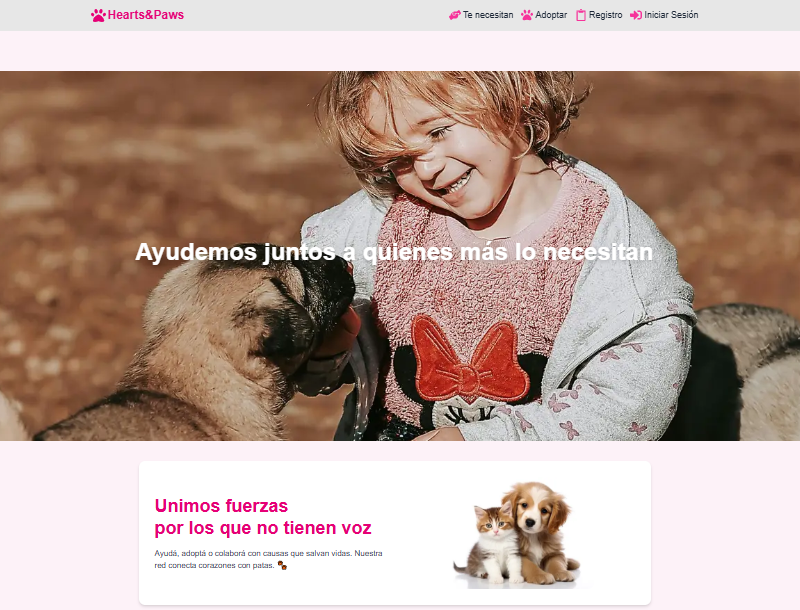 Hearts&Paws
Te necesitan
Adoptar
Registro
Iniciar Sesión
Ayudemos juntos a quienes más lo necesitan
Unimos fuerzas
por los que no tienen voz
Ayudá, adoptá o colaborá con causas que salvan vidas. Nuestra
red conecta corazones con patas.